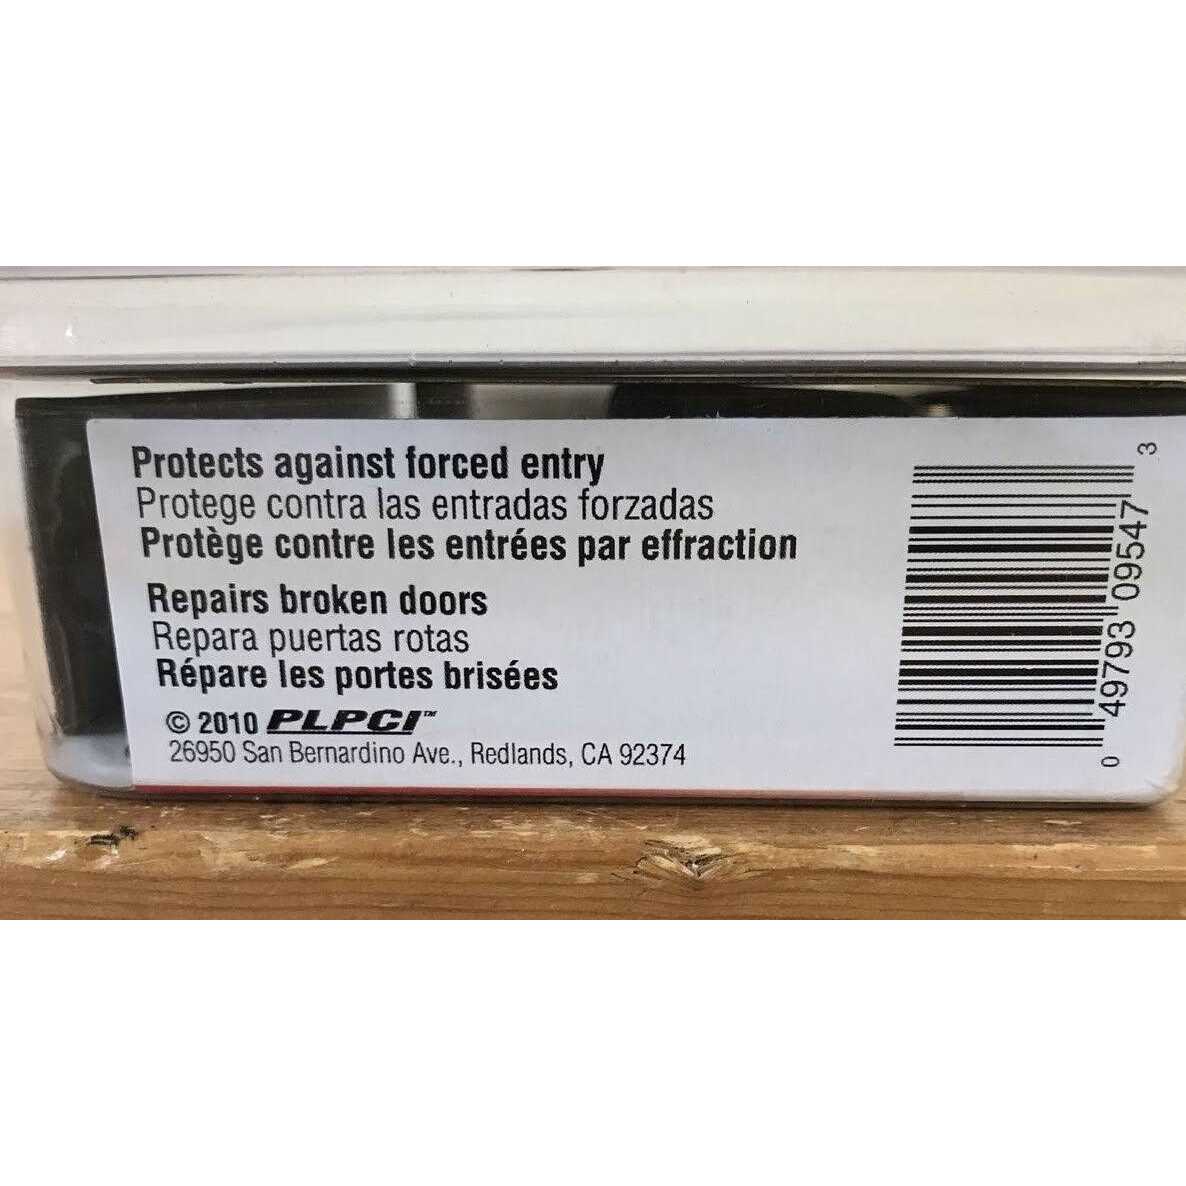 Protects against forced entry
Protege contra las entradas forzadas
Protège contre les entrées par effraction
Repairs broken doors
Repara puertas rotas
Répare les portes brisées
© 2010 PLPCI™
26950 San Bernardino Ave., Redlands, CA 92374
0 49793 09547 3